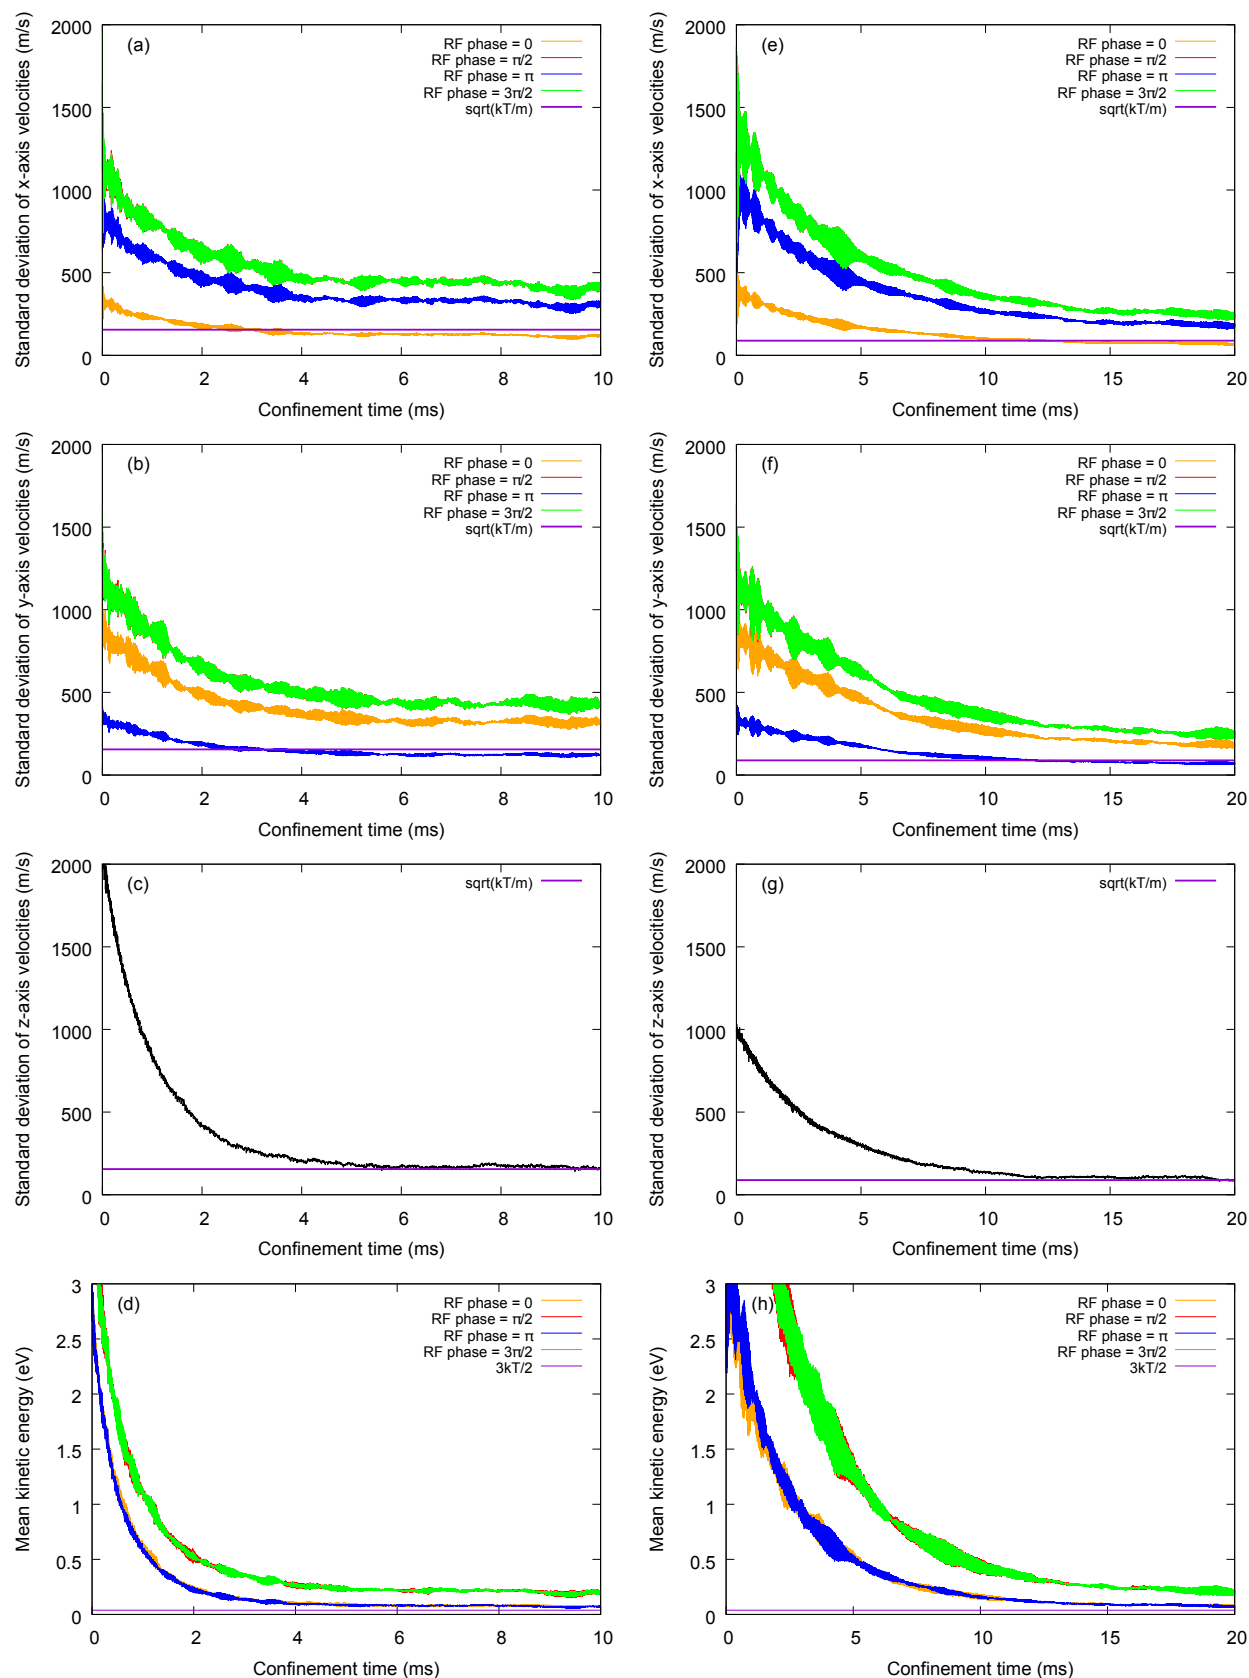 Standard deviation of x-axis velocities (m/s)
2000
1500
1000
500
0
(a)
RF phase = 0
RF phase = π/2
RF phase = π
RF phase = 3π/2
sqrt(kT/m)
0 2 4 6 8 10
Confinement time (ms)
Standard deviation of x-axis velocities (m/s)
2000
1500
1000
500
0
(e)
RF phase = 0
RF phase = π/2
RF phase = π
RF phase = 3π/2
sqrt(kT/m)
0 5 10 15 20
Confinement time (ms)
Standard deviation of y-axis velocities (m/s)
2000
1500
1000
500
0
(b)
RF phase = 0
RF phase = π/2
RF phase = π
RF phase = 3π/2
sqrt(kT/m)
0 2 4 6 8 10
Confinement time (ms)
Standard deviation of y-axis velocities (m/s)
2000
1500
1000
500
0
(f)
RF phase = 0
RF phase = π/2
RF phase = π
RF phase = 3π/2
sqrt(kT/m)
0 5 10 15 20
Confinement time (ms)
Standard deviation of z-axis velocities (m/s)
2000
1500
1000
500
0
(c)
sqrt(kT/m)
0 2 4 6 8 10
Confinement time (ms)
Standard deviation of z-axis velocities (m/s)
2000
1500
1000
500
0
(g)
sqrt(kT/m)
0 5 10 15 20
Confinement time (ms)
Mean kinetic energy (eV)
3
2.5
2
1.5
1
0.5
0
(d)
RF phase = 0
RF phase = π/2
RF phase = π
RF phase = 3π/2
3kT/2
0 2 4 6 8 10
Confinement time (ms)
Mean kinetic energy (eV)
3
2.5
2
1.5
1
0.5
0
(h)
RF phase = 0
RF phase = π/2
RF phase = π
RF phase = 3π/2
3kT/2
0 5 10 15 20
Confinement time (ms)